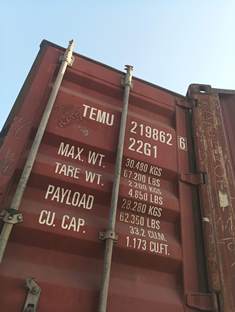 TEMU 219862 6
22G1
MAX. WT. 30.480 KGS
67.200 LBS
TARE WT. 2.200 KGS
4.850 LBS
PAYLOAD 28.280 KGS
62.350 LBS
CU. CAP. 33.2 CU.M.
1.173 CU.FT.